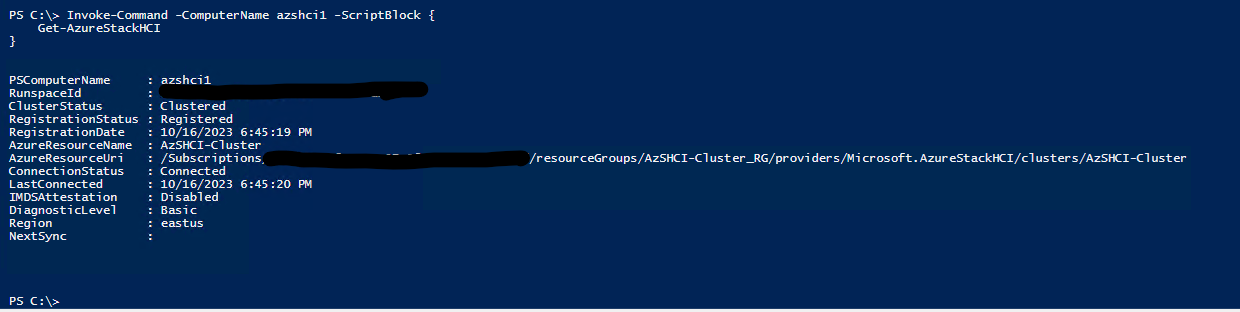 PS C:\> Invoke-Command -ComputerName azshci1 -ScriptBlock {
    Get-AzureStackHCI
}
PSComputerName     : azshci1
RunspaceId         :
ClusterStatus      : Clustered
RegistrationStatus : Registered
RegistrationDate   : 10/16/2023 6:45:19 PM
AzureResourceName  : AzSHCI-Cluster
AzureResourceUri   : /Subscriptions/ /resourceGroups/AzSHCI-Cluster_RG/providers/Microsoft.AzureStackHCI/clusters/AzSHCI-Cluster
ConnectionStatus   : Connected
LastConnected      : 10/16/2023 6:45:20 PM
IMDSAttestation    : Disabled
DiagnosticLevel    : Basic
Region             : eastus
NextSync           :
PS C:\>